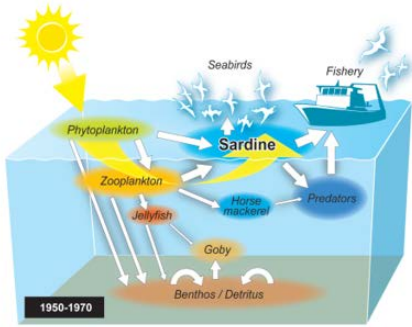 Seabirds
Fishery
Phytoplankton
Sardine
Zooplankton
Horse
mackerel
Predators
Jellyfish
Goby
Benthos / Detritus
1950-1970